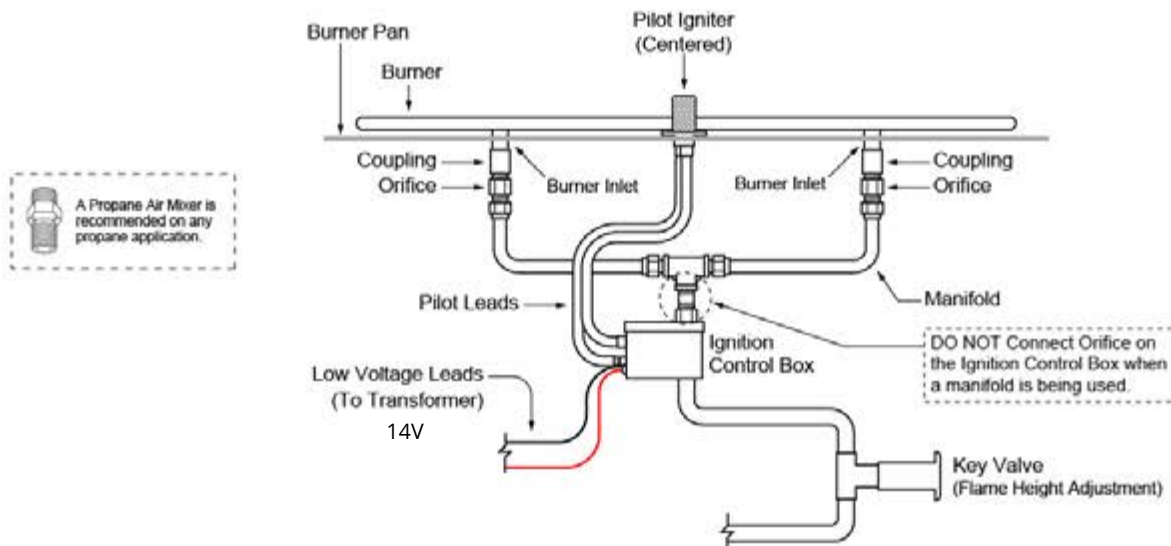 Pilot Igniter
(Centered)
Burner Pan
Burner
Coupling
Orifice
Burner Inlet
Burner Inlet
Coupling
Orifice
A Propane Air Mixer is
recommended on any
propane application.
Pilot Leads
Manifold
Ignition
Control Box
DO NOT Connect Orifice on
the Ignition Control Box when
a manifold is being used.
Low Voltage Leads
(To Transformer)
14V
Key Valve
(Flame Height Adjustment)